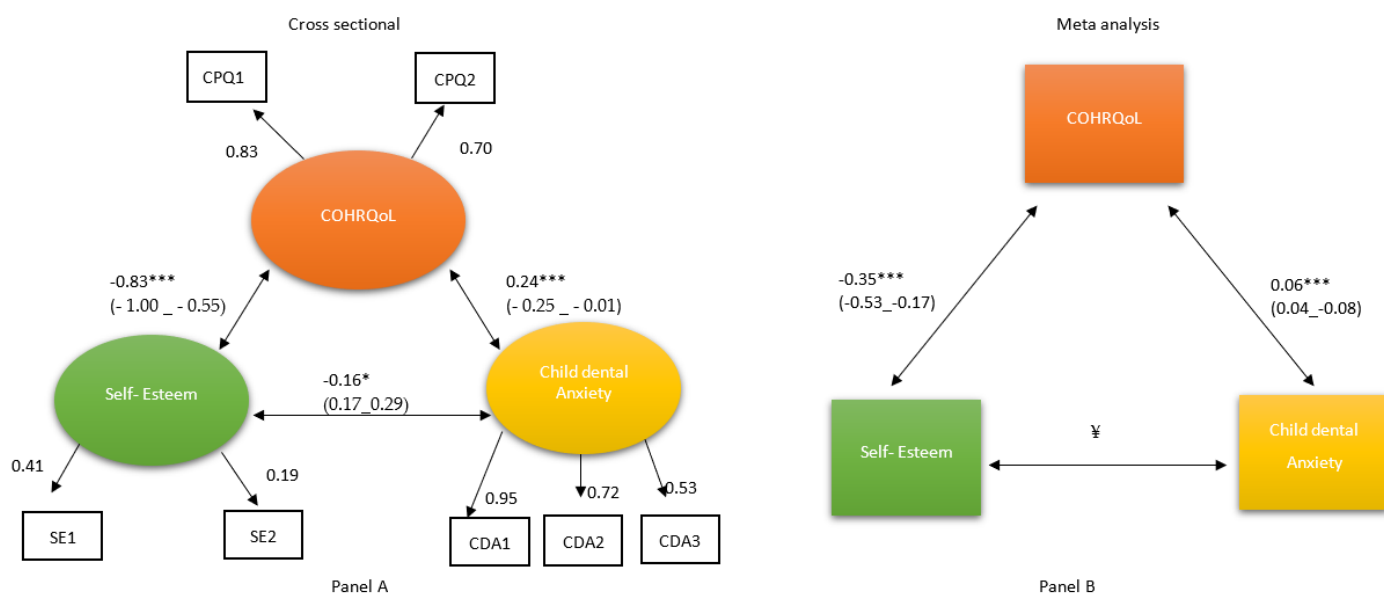 Cross sectional
CPQ1
CPQ2
0.83
0.70
COHRQoL
-0.83***
(- 1.00 _ - 0.55)
0.24***
(- 0.25 _ - 0.01)
Self- Esteem
-0.16*
(0.17_0.29)
Child dental
Anxiety
0.41
0.19
0.95
0.72
0.53
SE1
SE2
CDA1
CDA2
CDA3
Panel A
Meta analysis
COHRQoL
-0.35***
(-0.53_-0.17)
0.06***
(0.04_-0.08)
Self- Esteem
¥
Child dental
Anxiety
Panel B